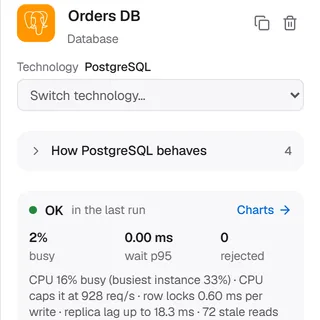 Orders DB
Database
Technology PostgreSQL
Switch technology...
How PostgreSQL behaves 4
OK in the last run Charts →
2% 0.00 ms 0
busy wait p95 rejected
CPU 16% busy (busiest instance 33%) · CPU
caps it at 928 req/s · row locks 0.60 ms per
write · replica lag up to 18.3 ms · 72 stale reads